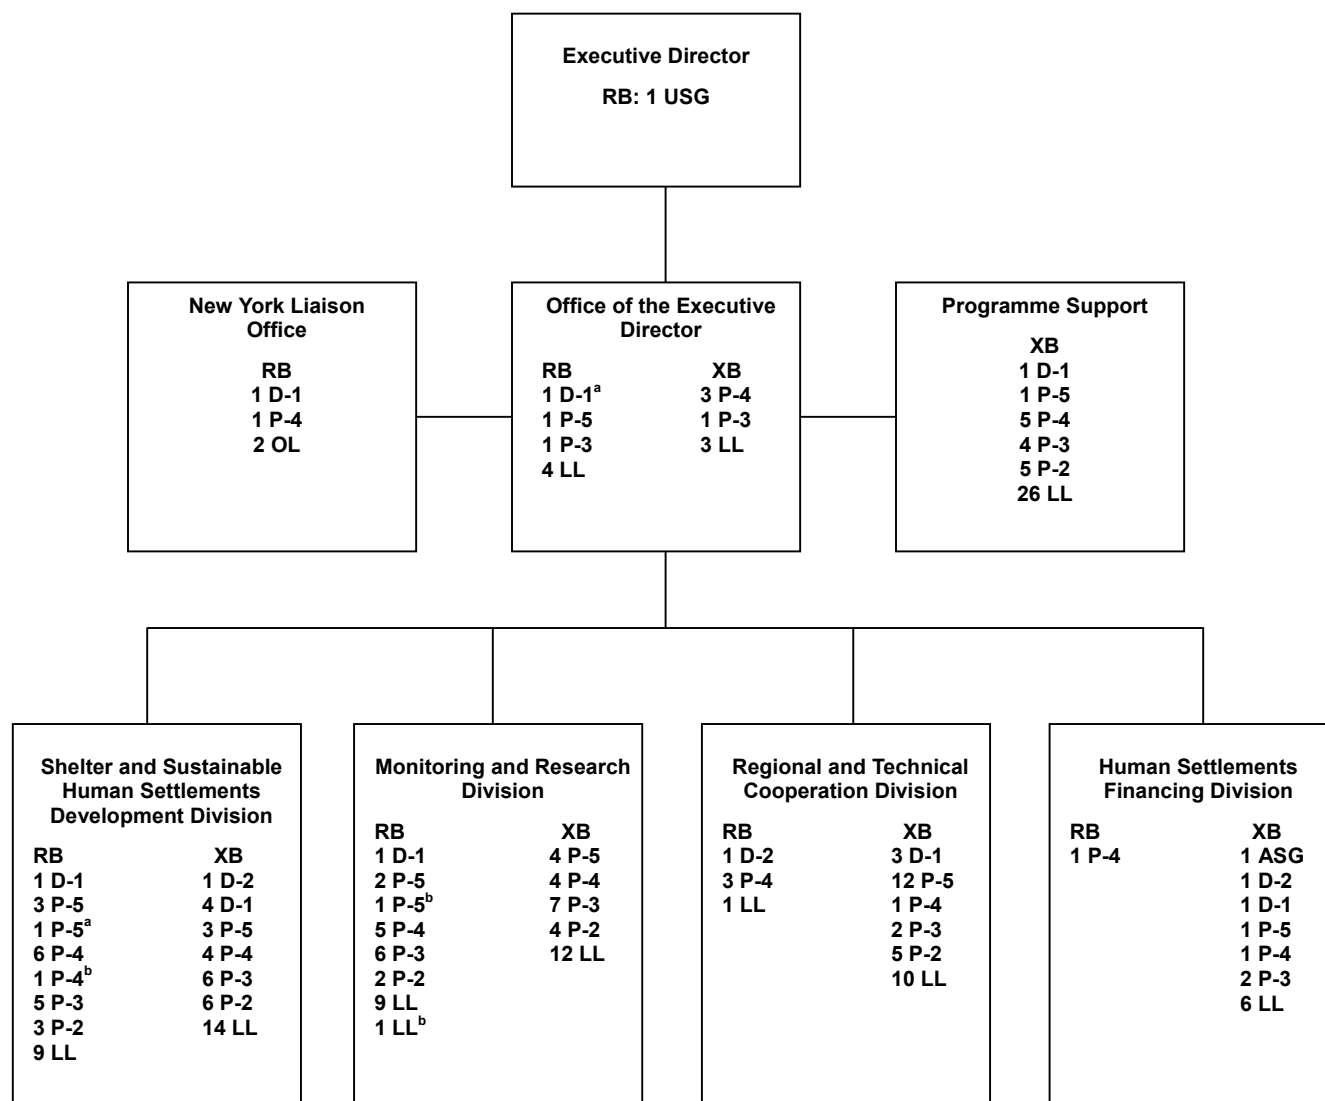 Executive Director
RB: 1 USG
New York Liaison
Office
RB
1 D-1
1 P-4
2 OL
Office of the Executive
Director
RB
1 D-1a
1 P-5
1 P-3
4 LL
XB
3 P-4
1 P-3
3 LL
Programme Support
XB
1 D-1
1 P-5
5 P-4
4 P-3
5 P-2
26 LL
Shelter and Sustainable
Human Settlements
Development Division
RB
1 D-1
3 P-5
1 P-5a
6 P-4
1 P-4b
5 P-3
3 P-2
9 LL
XB
1 D-2
4 D-1
3 P-5
4 P-4
6 P-3
6 P-2
14 LL
Monitoring and Research
Division
RB
1 D-1
2 P-5
1 P-5b
5 P-4
6 P-3
2 P-2
9 LL
1 LLb
XB
4 P-5
4 P-4
7 P-3
4 P-2
12 LL
Regional and Technical
Cooperation Division
RB
1 D-2
3 P-4
1 LL
XB
3 D-1
12 P-5
1 P-4
2 P-3
5 P-2
10 LL
Human Settlements
Financing Division
RB
1 P-4
XB
1 ASG
1 D-2
1 D-1
1 P-5
1 P-4
2 P-3
6 LL